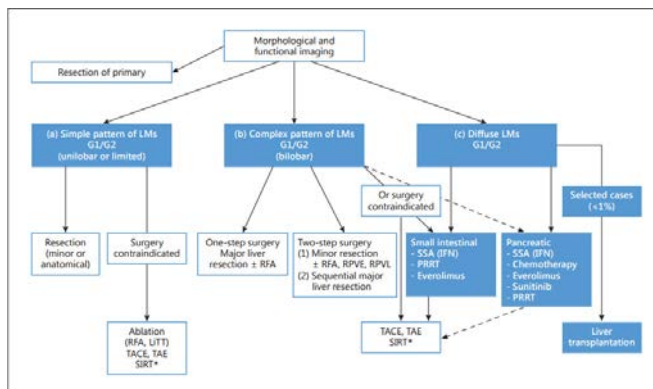 Morphological and
functional imaging
Resection of primary
(a) Simple pattern of LMs
G1/G2
(unilobar or limited)
(b) Complex pattern of LMs
G1/G2
(bilobar)
(c) Diffuse LMs
G1/G2
Or surgery
contraindicated
Selected cases
(<1%)
Resection
(minor or
anatomical)
Surgery
contraindicated
One-step surgery
Major liver
resection ± RFA
Two-step surgery
(1) Minor resection
± RFA, RPVE, RPVL
(2) Sequential major
liver resection
Small intestinal
- SSA (IFN)
- PRRT
- Everolimus
Pancreatic
- SSA (IFN)
- Chemotherapy
- Everolimus
- Sunitinib
- PRRT
Ablation
(RFA, LiTT)
TACE, TAE
SIRT*
TACE, TAE
SIRT*
Liver
transplantation